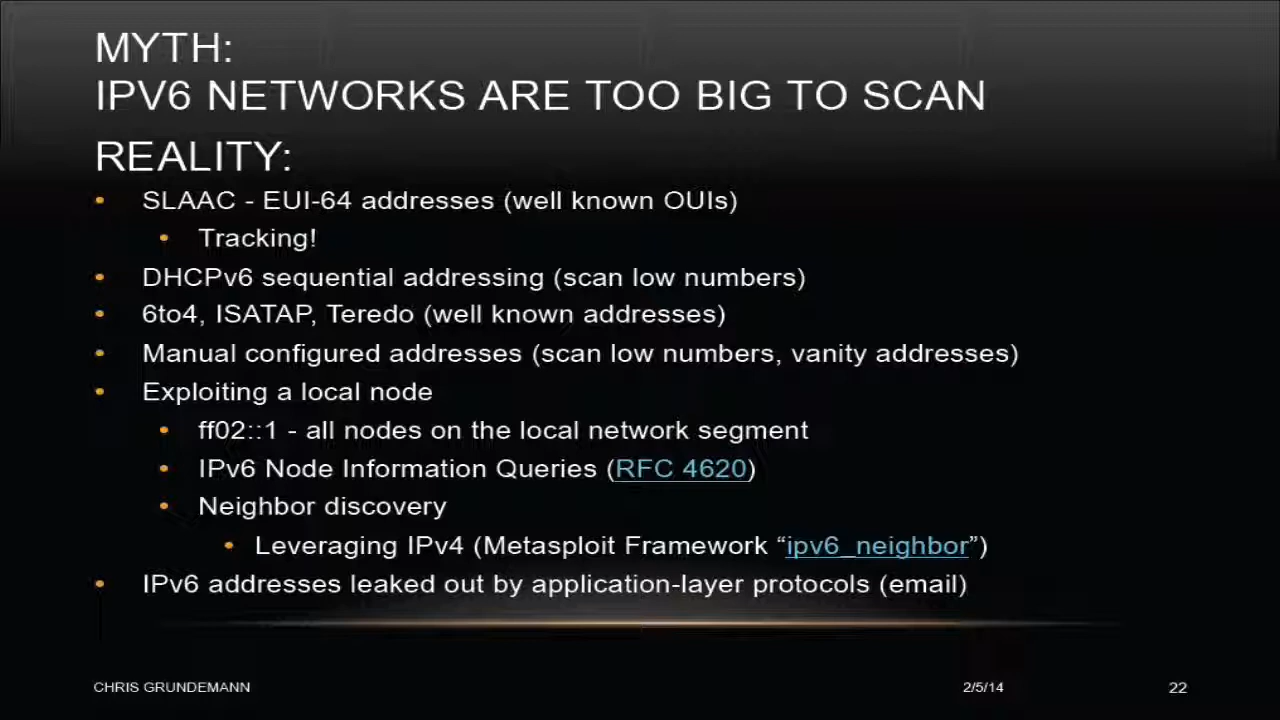 MYTH:
IPV6 NETWORKS ARE TOO BIG TO SCAN
REALITY:
• SLAAC - EUI-64 addresses (well known OUIs)
• Tracking!
• DHCPv6 sequential addressing (scan low numbers)
• 6to4, ISATAP, Teredo (well known addresses)
• Manual configured addresses (scan low numbers, vanity addresses)
• Exploiting a local node
• ff02::1 - all nodes on the local network segment
• IPv6 Node Information Queries (RFC 4620)
• Neighbor discovery
• Leveraging IPv4 (Metasploit Framework “ipv6_neighbor”)
• IPv6 addresses leaked out by application-layer protocols (email)
CHRIS GRUNDEMANN 2/5/14 22